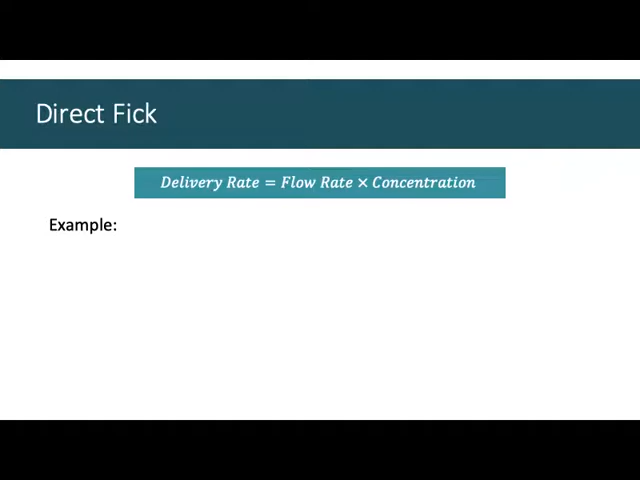 Direct Fick
Delivery Rate = Flow Rate × Concentration
Example: